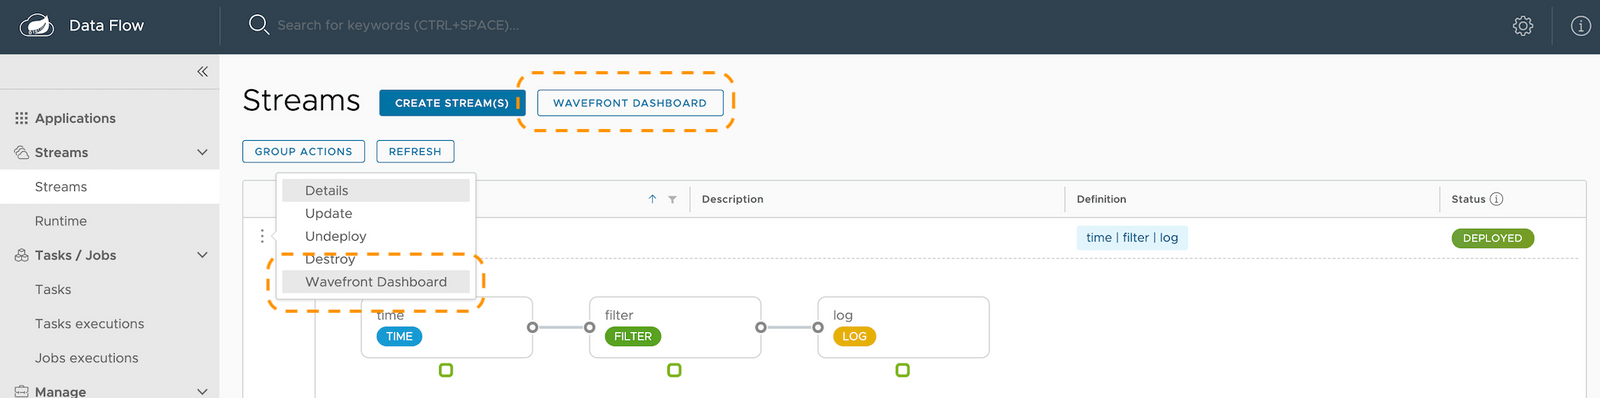 Data Flow
Search for keywords (CTRL+SPACE)...
Applications
Streams
Streams
Runtime
Tasks / Jobs
Tasks
Tasks executions
Jobs executions
Manage
Streams
CREATE STREAM(S)
WAVEFRONT DASHBOARD
GROUP ACTIONS
REFRESH
Description
Definition
Status
Details
Update
Undeploy
Destroy
Wavefront Dashboard
time | filter | log
DEPLOYED
time
TIME
filter
FILTER
log
LOG